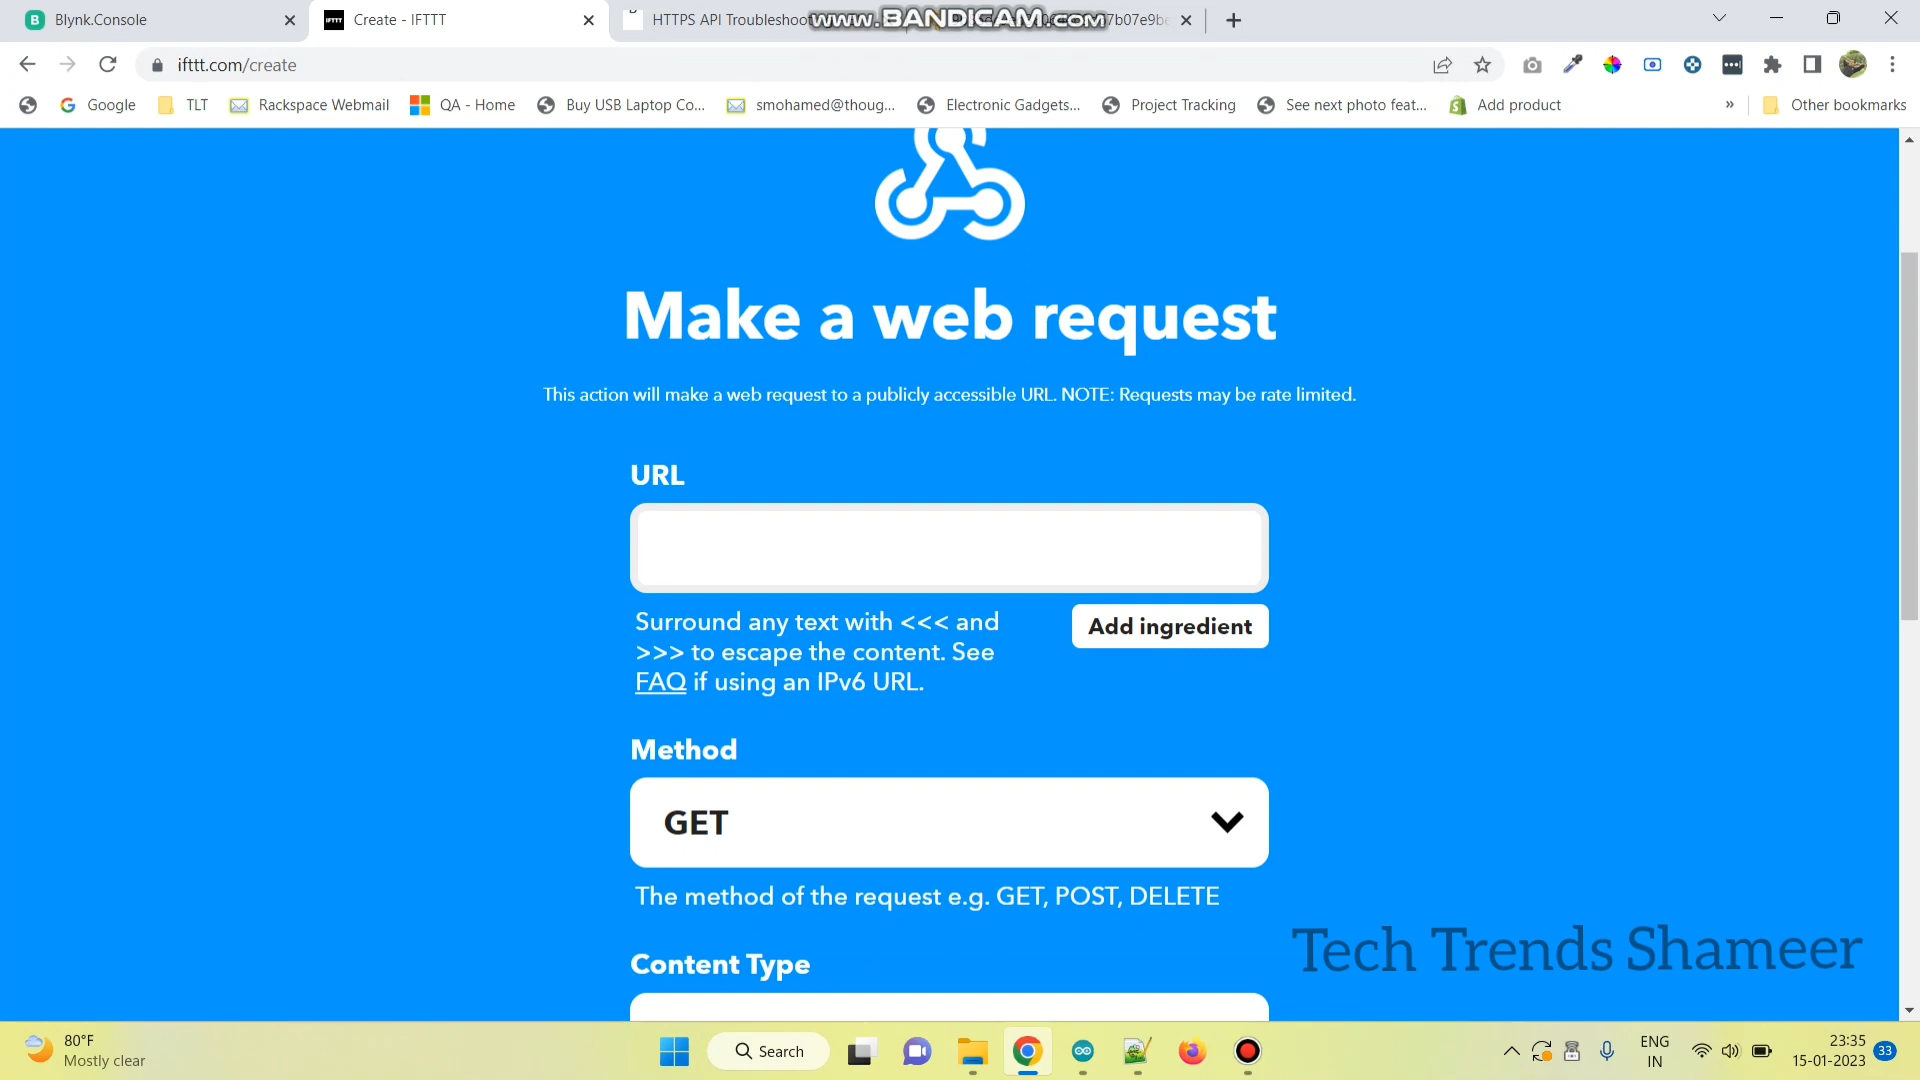 Blynk.Console
Create - IFTTT
HTTPS API Troubleshoot
www.BANDICAM.com
7b07e9be
ifttt.com/create
Google
TLT
Rackspace Webmail
QA - Home
Buy USB Laptop Co...
smohamed@thoug...
Electronic Gadgets...
Project Tracking
See next photo feat...
Add product
»
Other bookmarks
Make a web request
This action will make a web request to a publicly accessible URL. NOTE: Requests may be rate limited.
URL
Surround any text with <<< and
>>> to escape the content. See
FAQ if using an IPv6 URL.
Add ingredient
Method
GET
The method of the request e.g. GET, POST, DELETE
Content Type
Tech Trends Shameer
80°F
Mostly clear
Search
ENG
IN
23:35
15-01-2023
33